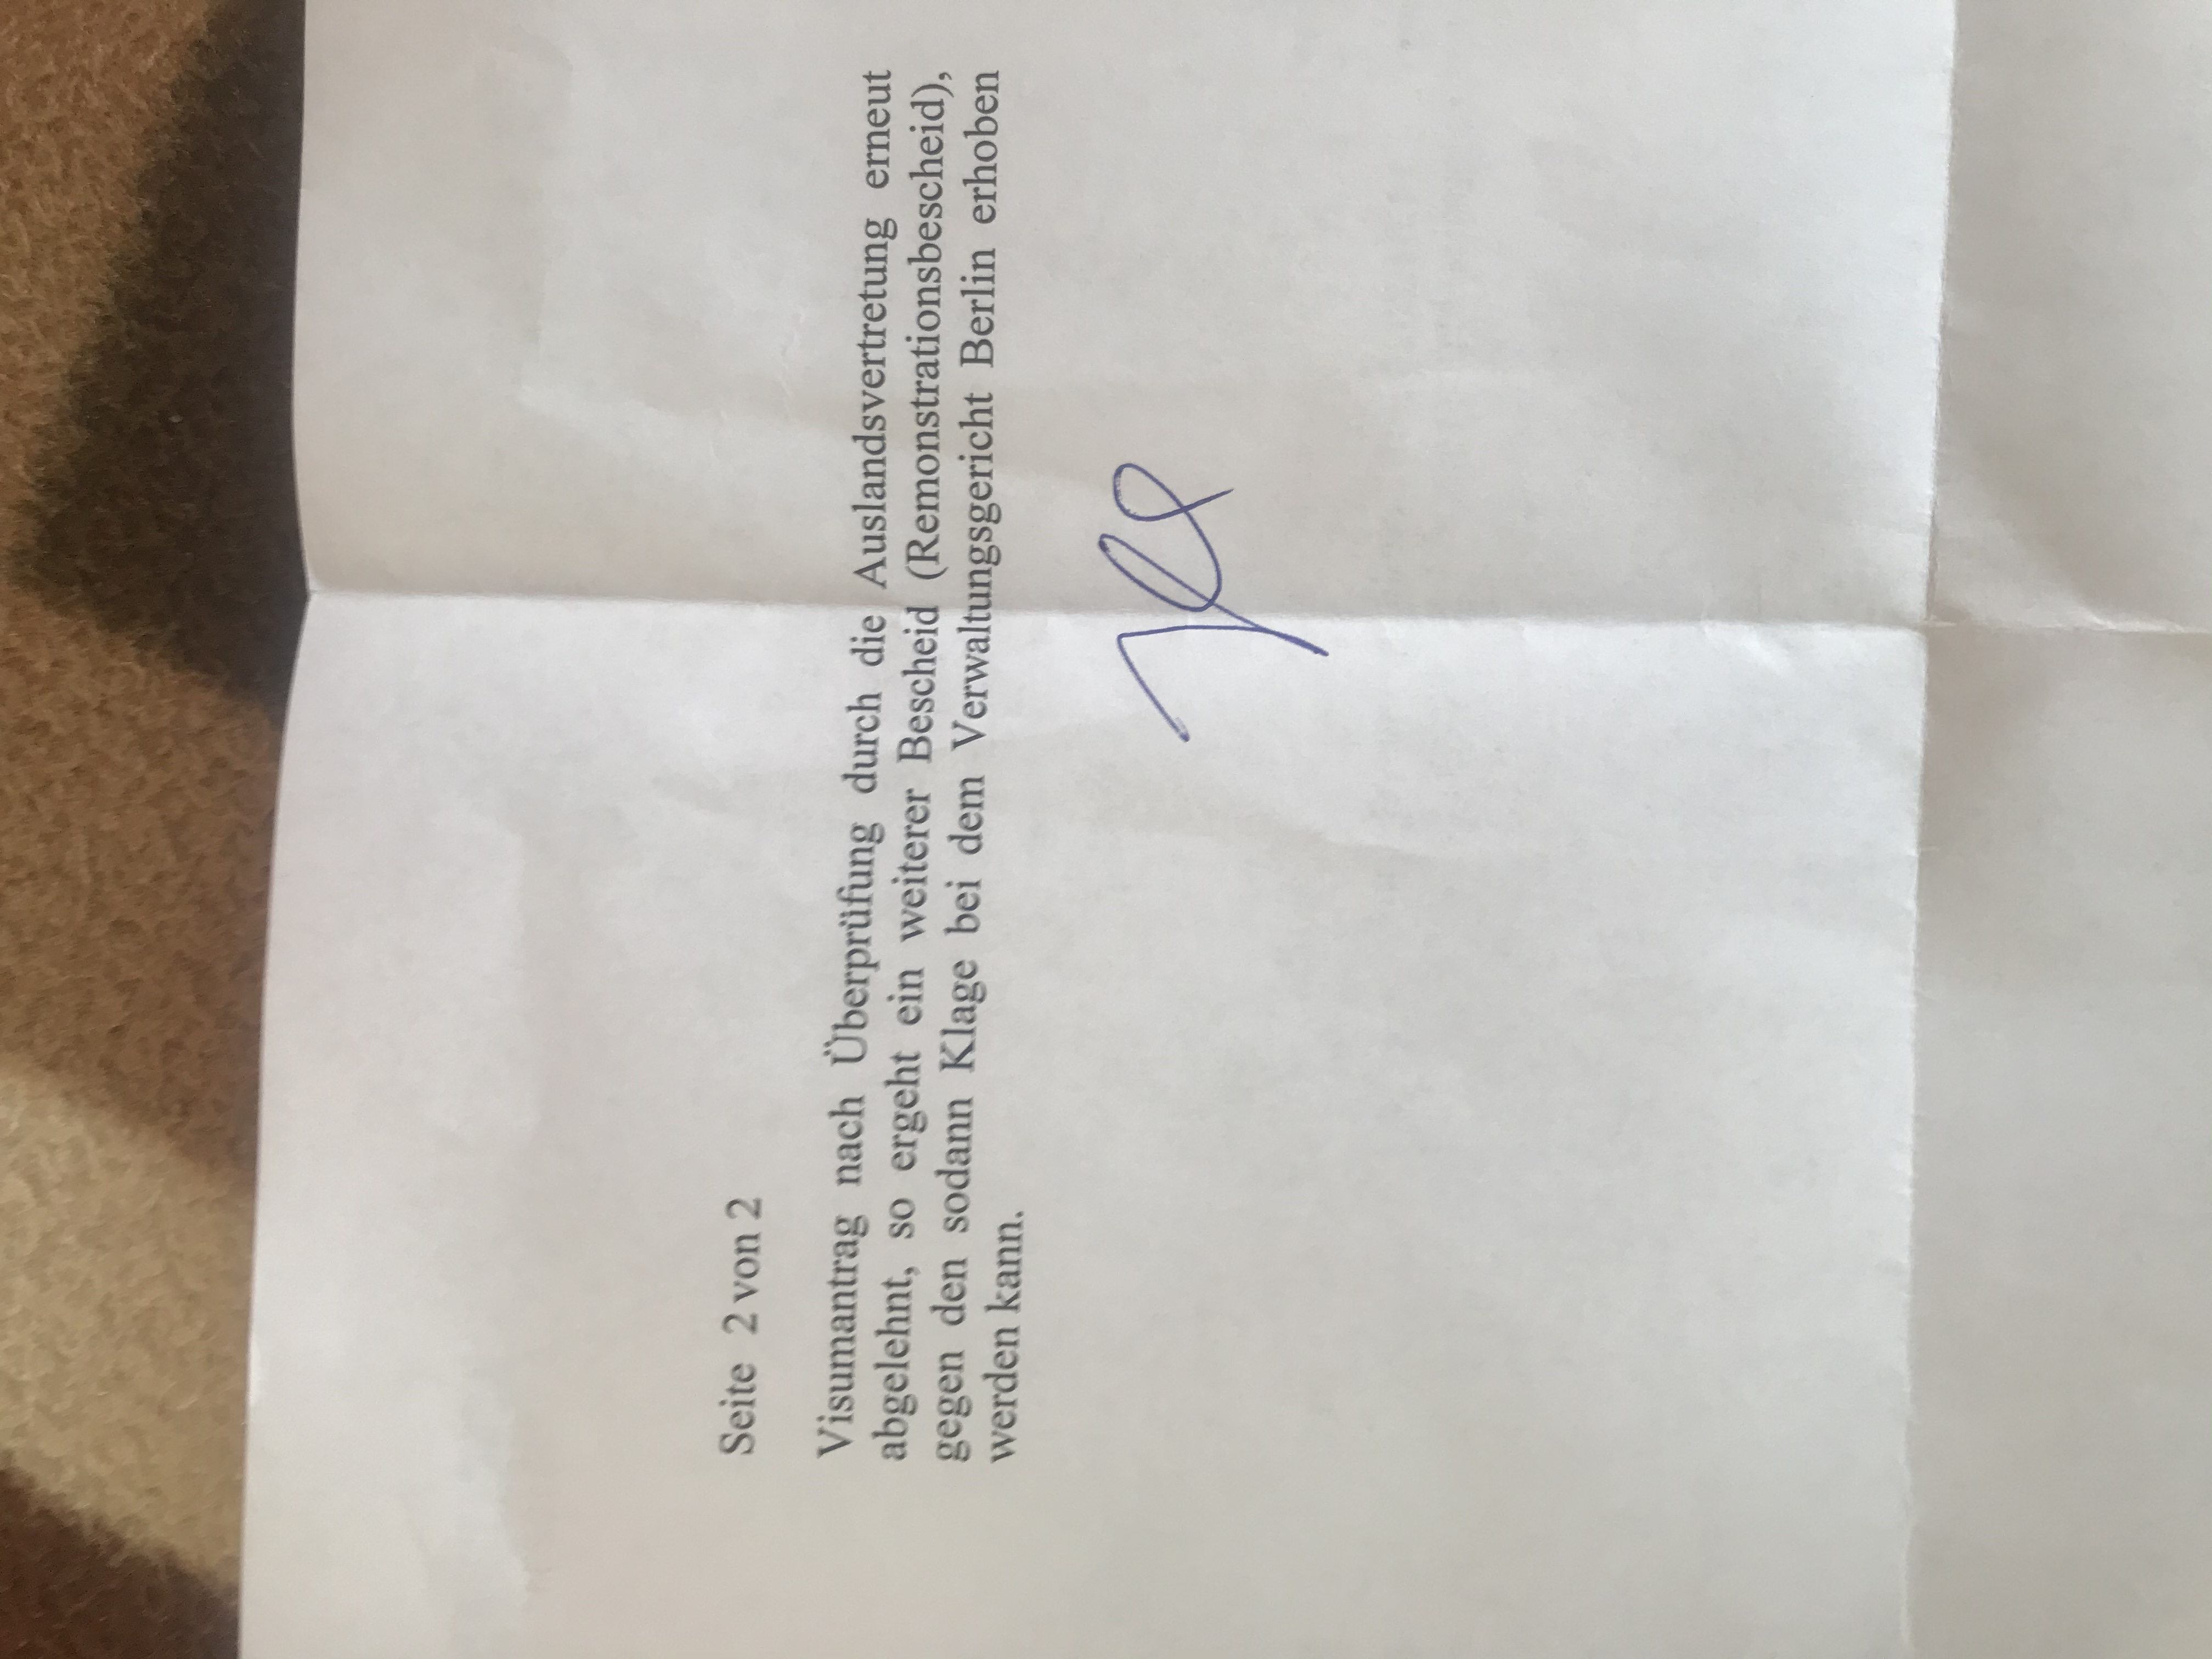 Seite 2 von 2
Visumantrag nach Überprüfung durch die Auslandsvertretung erneut
abgelehnt, so ergeht ein weiterer Bescheid (Remonstrationsbescheid),
gegen den sodann Klage bei dem Verwaltungsgericht Berlin erhoben
werden kann.